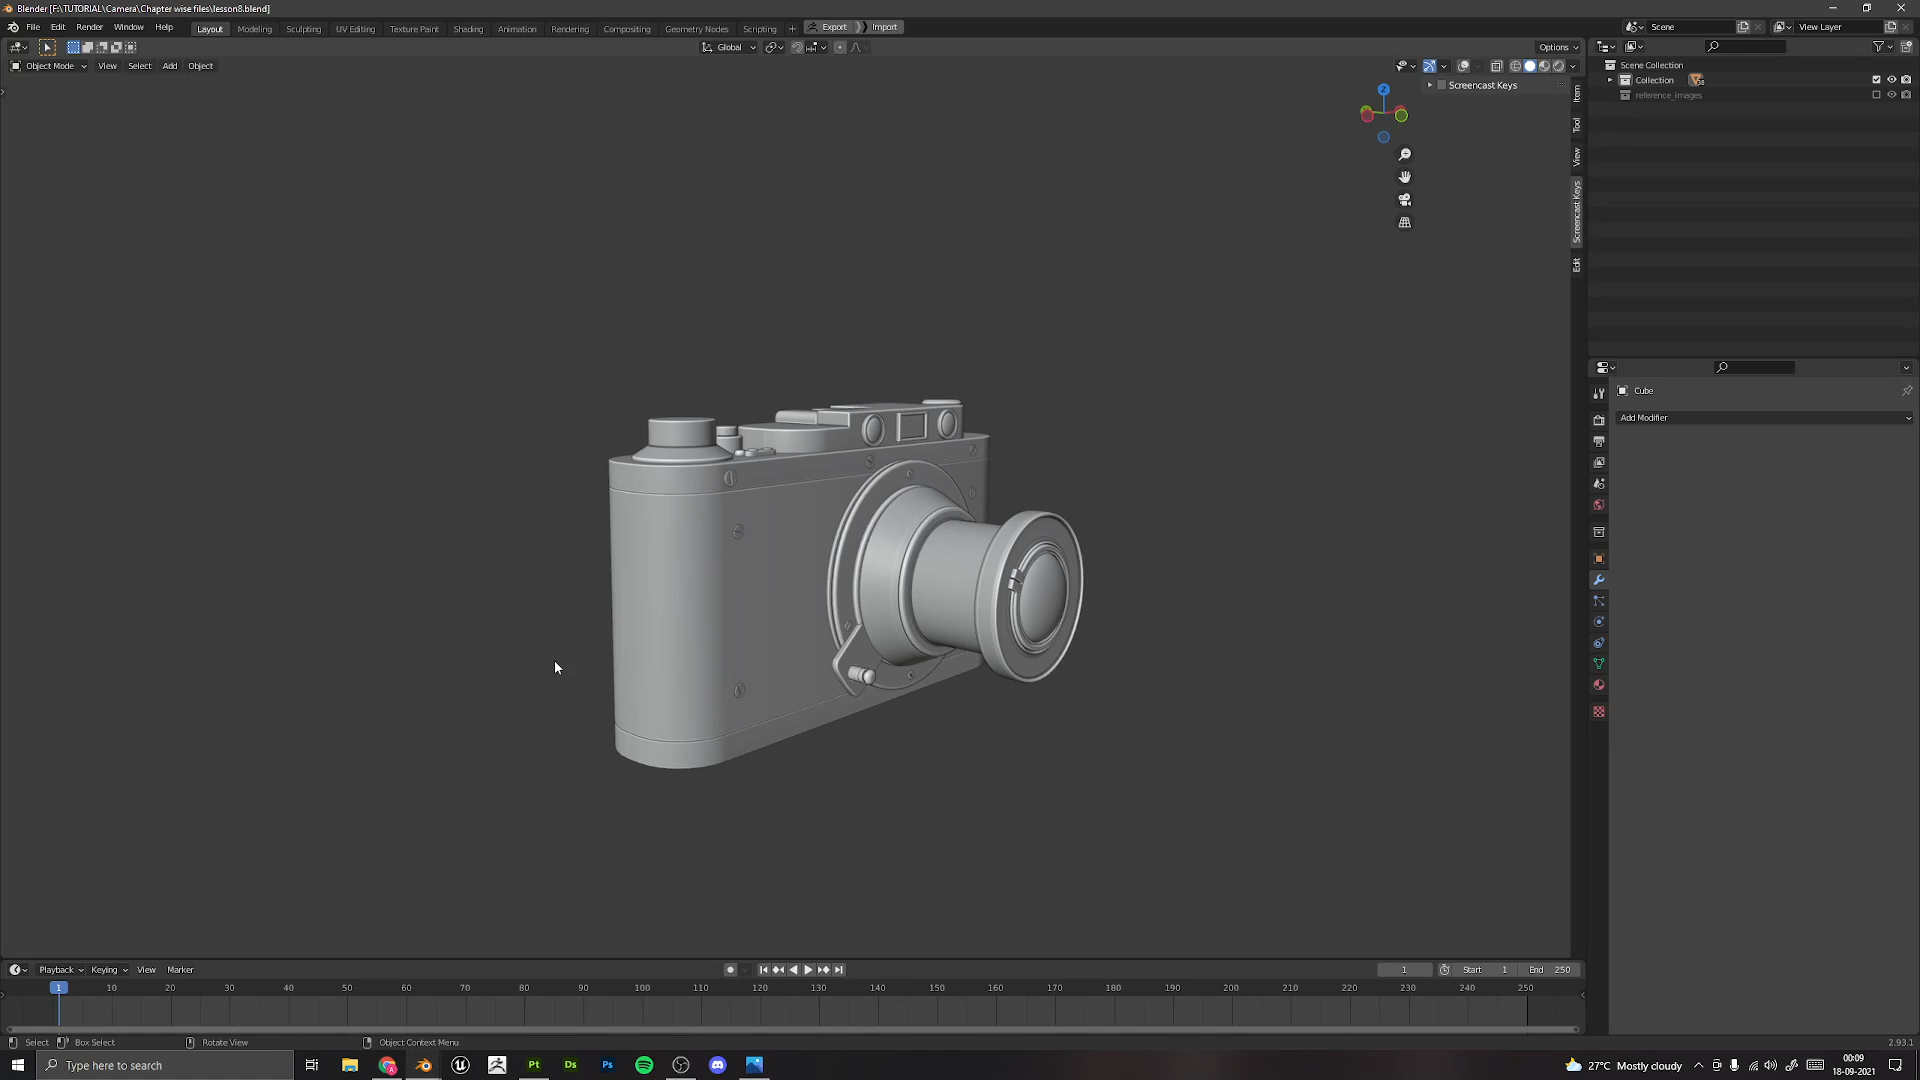 Blender [F:\TUTORIAL\Camera\Chapter wise files\lesson8.blend]
File Edit Render Window Help
Layout Modeling Sculpting UV Editing Texture Paint Shading Animation Rendering Compositing Geometry Nodes Scripting + Export Import
Scene View Layer
Global Options
Object Mode View Select Add Object
Scene Collection
Collection
reference_images
Screencast Keys
Z
Item
Tool
View
Screencast Keys
Edit
Cube
Add Modifier
Playback Keying View Marker
1 Start 1 End 250
1 10 20 30 40 50 60 70 80 90 100 110 120 130 140 150 160 170 180 190 200 210 220 230 240 250
Select Box Select Rotate View Object Context Menu 2.93.1
Type here to search
Pt Ds Ps
27°C Mostly cloudy
00:09
18-09-2021